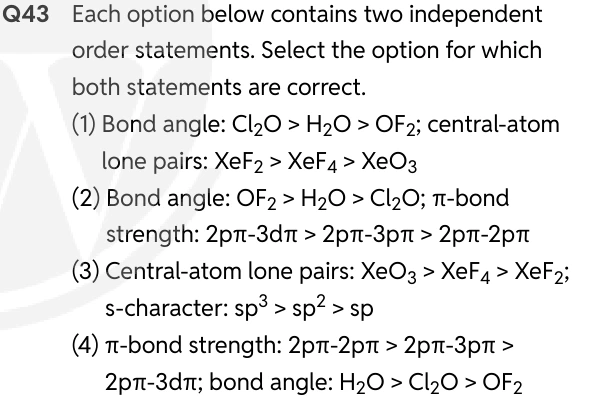 Q43 Each option below contains two independent
order statements. Select the option for which
both statements are correct.
(1) Bond angle: Cl₂O > H₂O > OF₂; central-atom
lone pairs: XeF₂ > XeF₄ > XeO₃
(2) Bond angle: OF₂ > H₂O > Cl₂O; π-bond
strength: 2pπ-3dπ > 2pπ-3pπ > 2pπ-2pπ
(3) Central-atom lone pairs: XeO₃ > XeF₄ > XeF₂;
s-character: sp³ > sp² > sp
(4) π-bond strength: 2pπ-2pπ > 2pπ-3pπ >
2pπ-3dπ; bond angle: H₂O > Cl₂O > OF₂